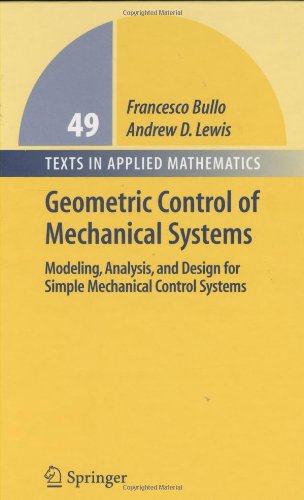 49
Francesco Bullo
Andrew D. Lewis
TEXTS IN APPLIED MATHEMATICS
Geometric Control of
Mechanical Systems
Modeling, Analysis, and Design for
Simple Mechanical Control Systems
Springer